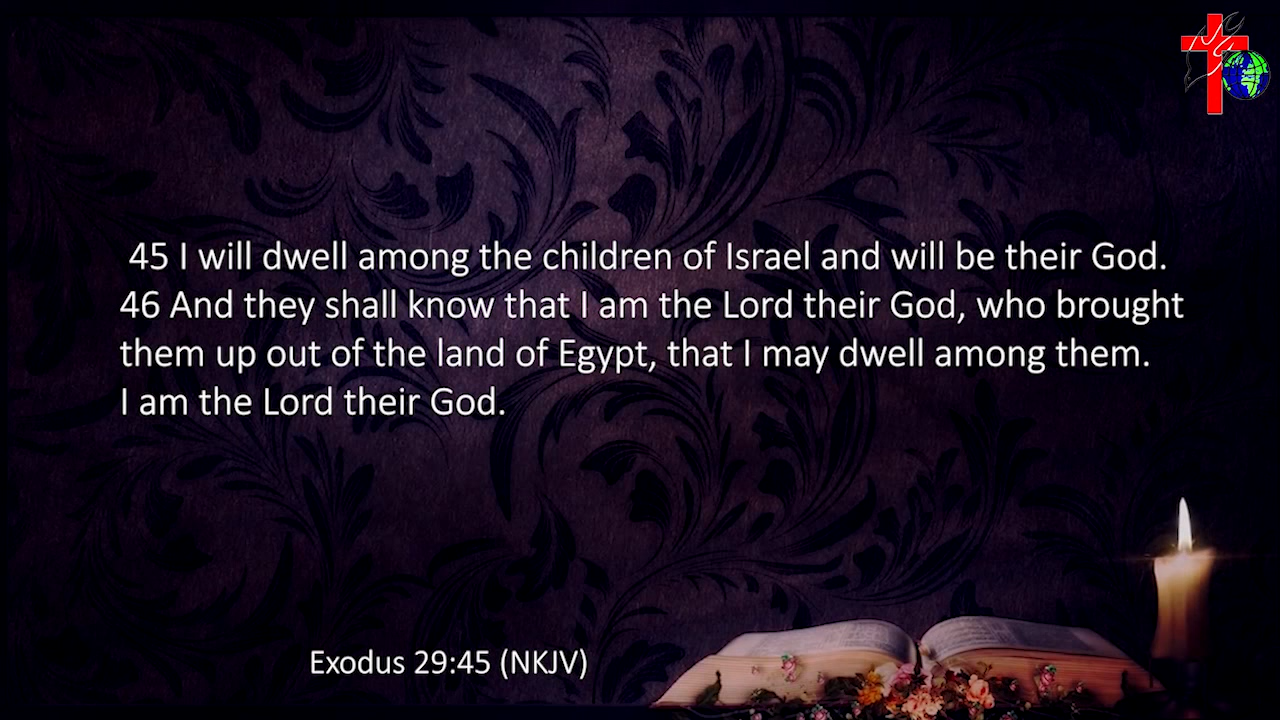 45 I will dwell among the children of Israel and will be their God.
46 And they shall know that I am the Lord their God, who brought
them up out of the land of Egypt, that I may dwell among them.
I am the Lord their God.
Exodus 29:45 (NKJV)